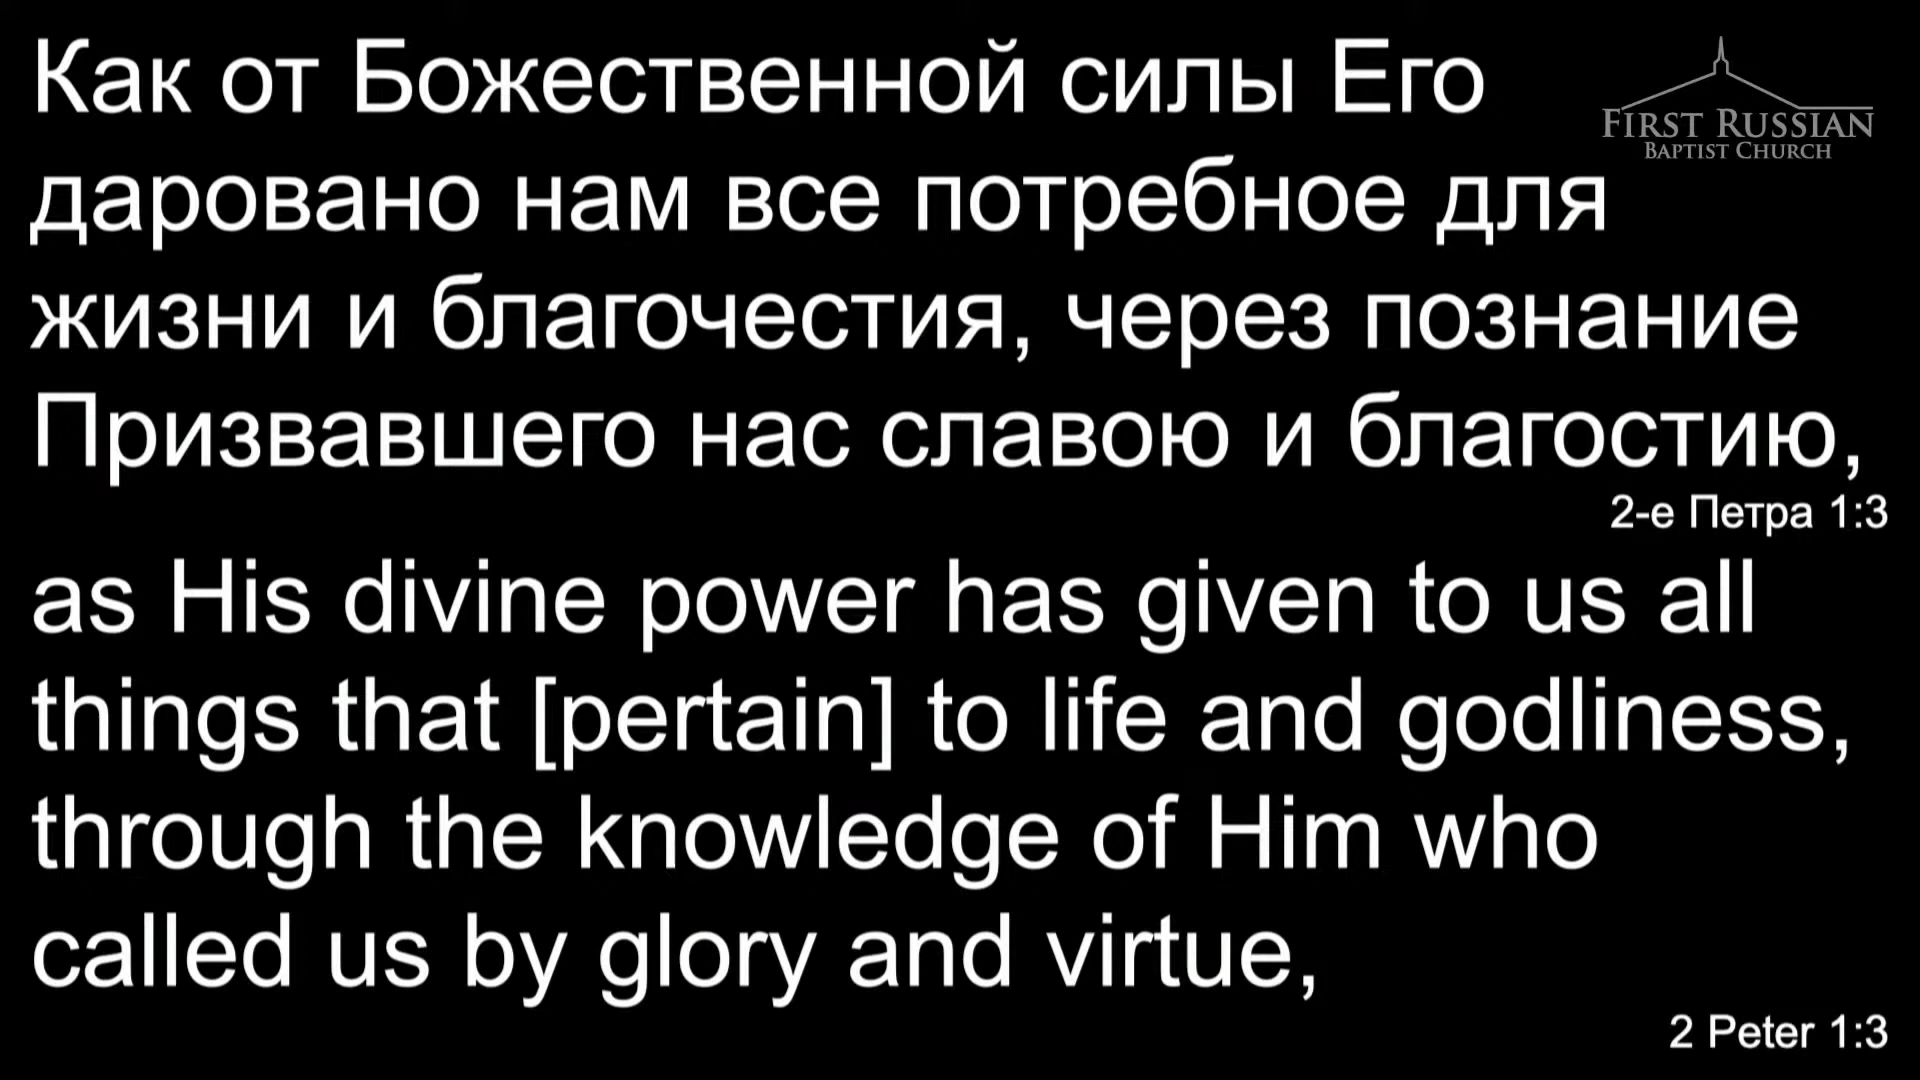 Как от Божественной силы Его
даровано нам все потребное для
жизни и благочестия, через познание
Призвавшего нас славою и благостию,
2-е Петра 1:3
as His divine power has given to us all
things that [pertain] to life and godliness,
through the knowledge of Him who
called us by glory and virtue,
2 Peter 1:3
FIRST RUSSIAN
BAPTIST CHURCH